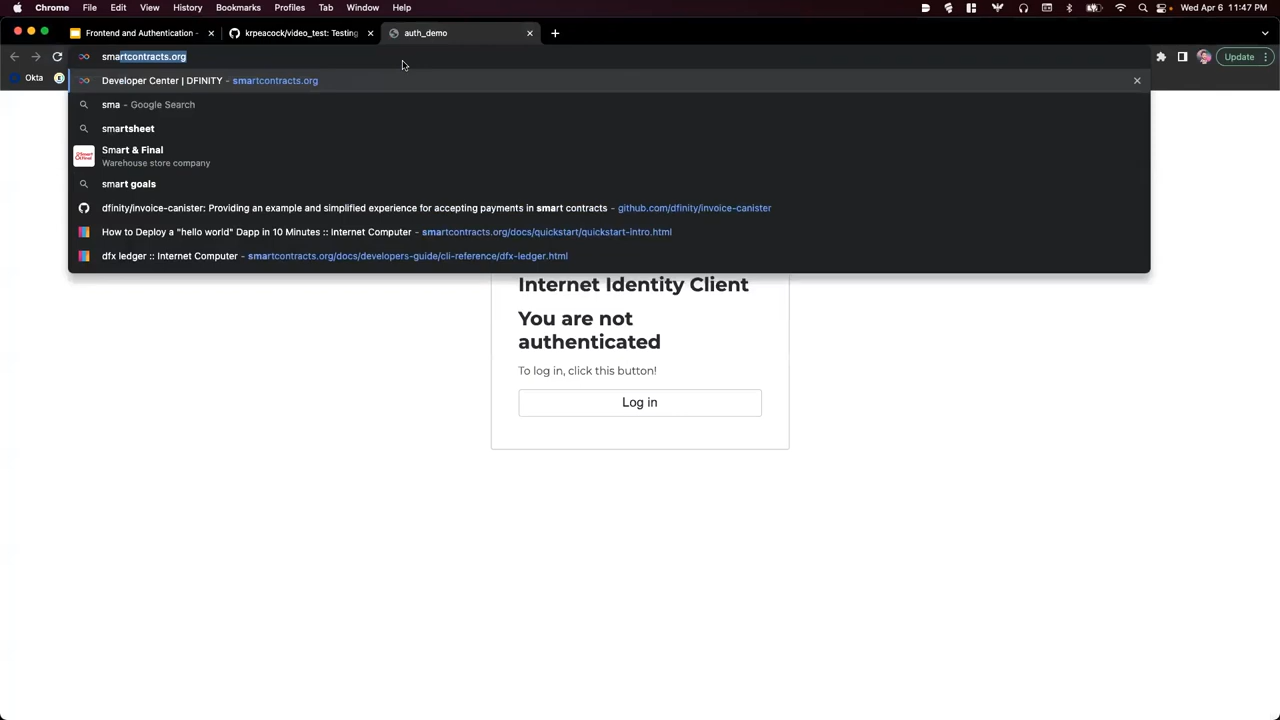 Chrome File Edit View History Bookmarks Profiles Tab Window Help Wed Apr 6 11:47 PM
Frontend and Authentication - krpeacock/video_test: Testing auth_demo
smartcontracts.org Update
Okta
Developer Center | DFINITY - smartcontracts.org
sma - Google Search
smartsheet
Smart & Final
Warehouse store company
smart goals
dfinity/invoice-canister: Providing an example and simplified experience for accepting payments in smart contracts - github.com/dfinity/invoice-canister
How to Deploy a "hello world" Dapp in 10 Minutes :: Internet Computer - smartcontracts.org/docs/quickstart/quickstart-intro.html
dfx ledger :: Internet Computer - smartcontracts.org/docs/developers-guide/cli-reference/dfx-ledger.html
Internet Identity Client
You are not
authenticated
To log in, click this button!
Log in